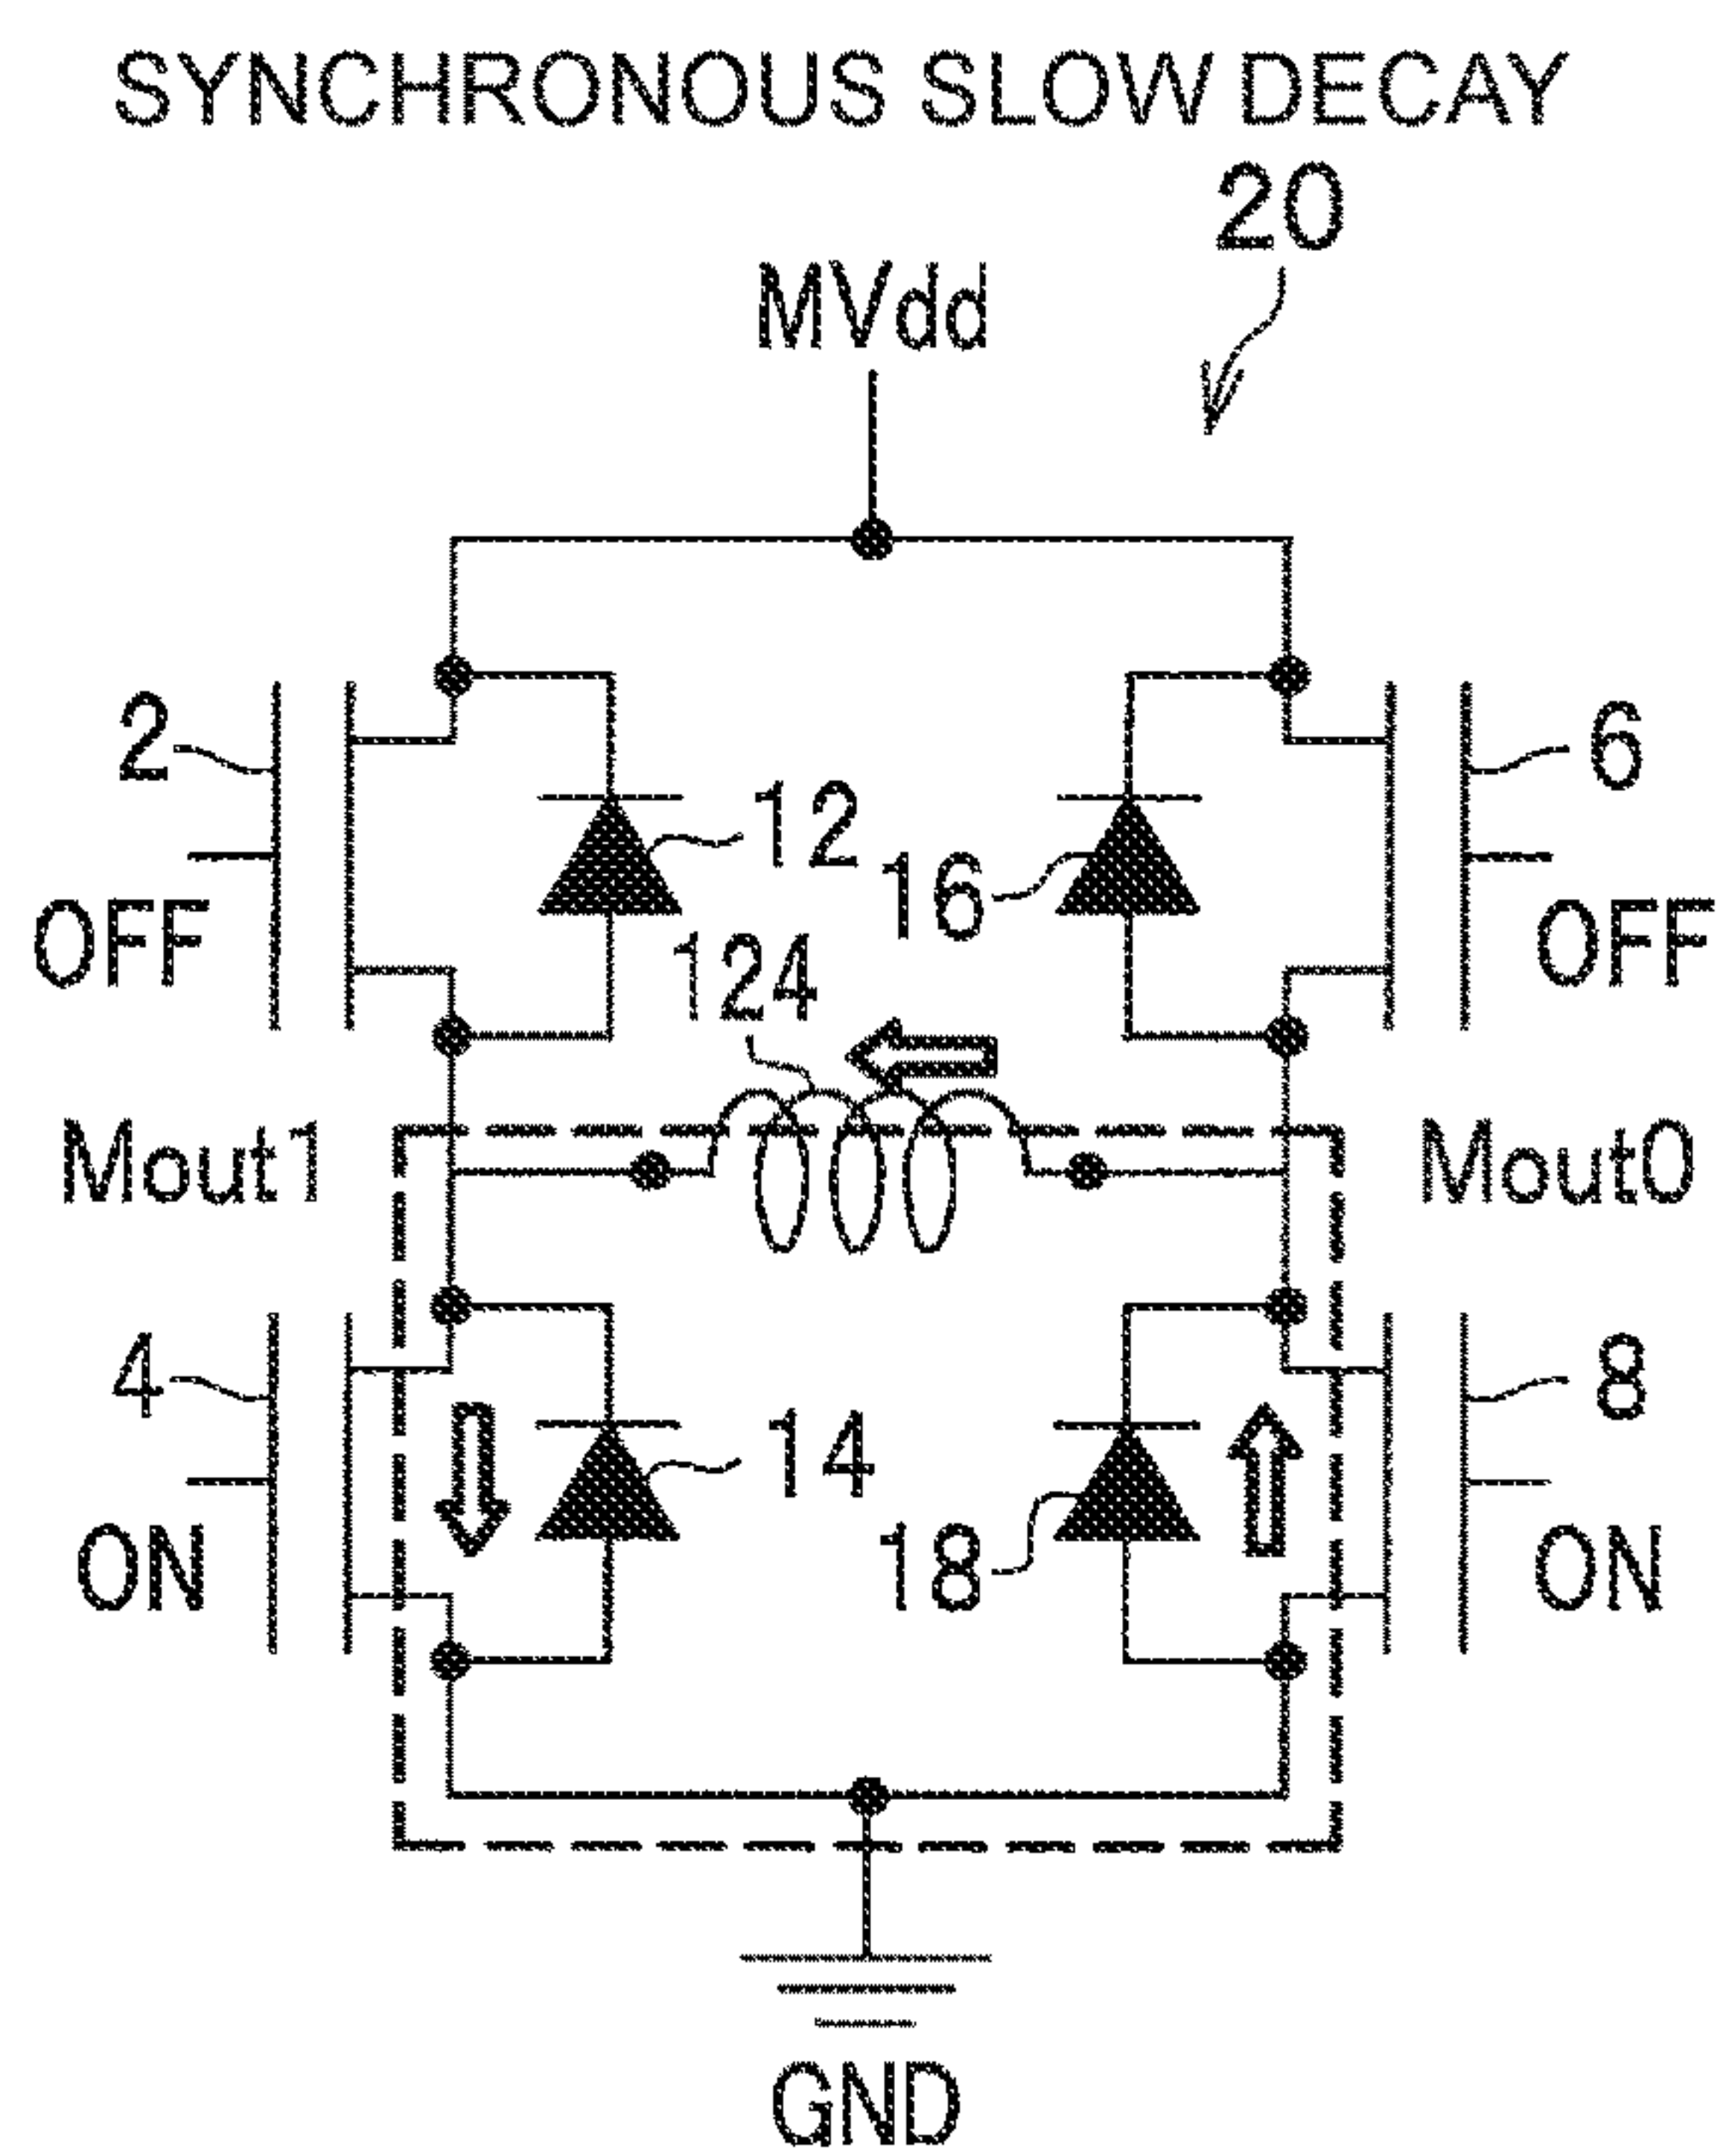 SYNCHRONOUS SLOW DECAY
20
MVdd
2
12
16
6
OFF
OFF
124
Mout1
Mout0
4
14
18
8
ON
ON
GND